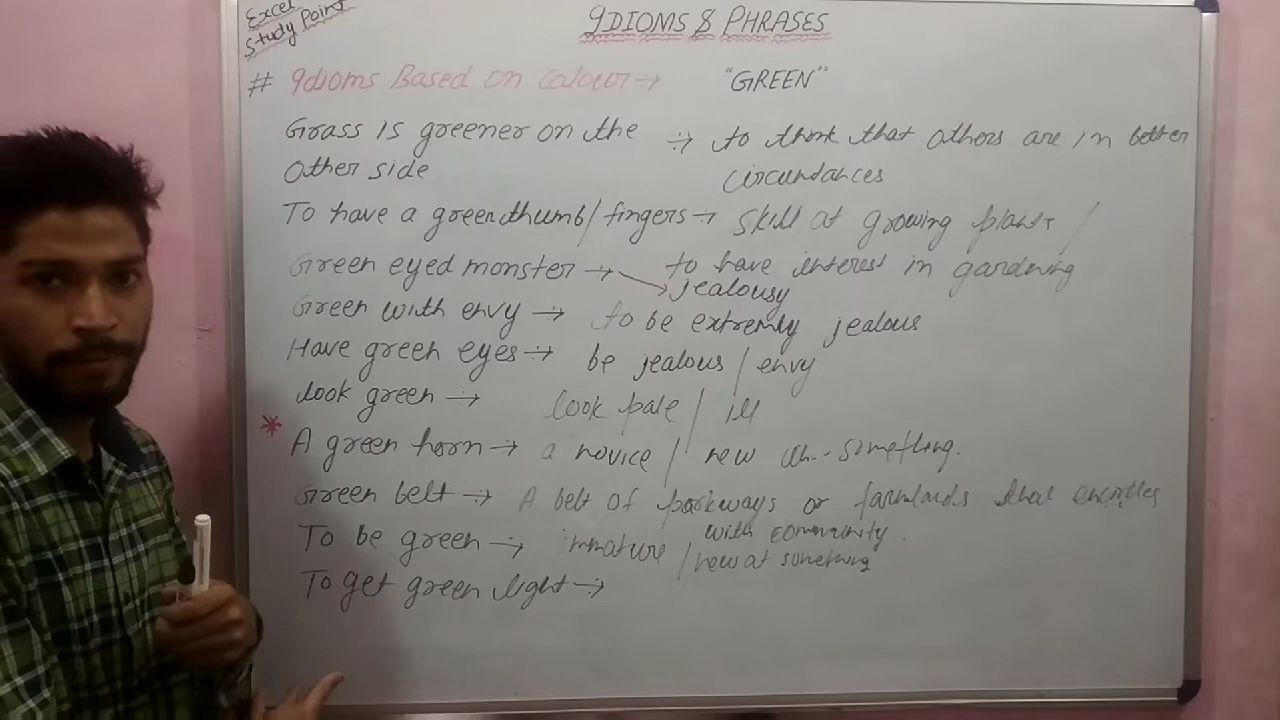 Excel
Study Point
IDIOMS & PHRASES
# Idioms Based on Colour → "GREEN"
Grass is greener on the → to think that others are in better
other side circumdances
To have a green thumb/fingers → skill at growing plants /
Green eyed monster → to have interest in gardening
→ jealousy
Green with envy → to be extremly jealous
Have green eyes → be jealous / envy
Look green → look pale / ill
* A green horn → a novice / new something.
Green belt → A belt of parkways or farmlands that encircles
with community.
To be green → immature / new at something
To get green light →